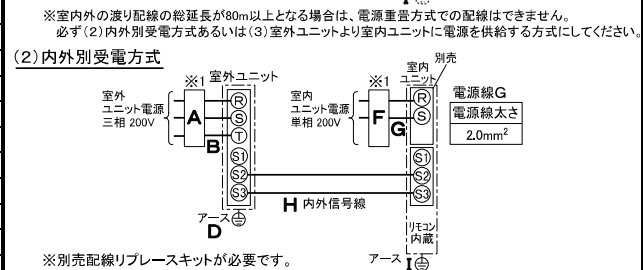 ※室内外の渡り配線の総延長が80m以上となる場合は、電源重畳方式での配線はできません。
必ず(2)内外別受電方式あるいは(3)室外ユニットより室内ユニットに電源を供給する方式にしてください。
(2)内外別受電方式
※1
室外ユニット
室外
ユニット電源
三相 200V
A
B
R
S
T
S1
S2
S3
アース
D
※1
室内
ユニット
別売
室内
ユニット電源
単相 200V
F
G
R
S
S1
S2
S3
H 内外信号線
リモコン
内蔵
アース
I
電源線G
電源線太さ
2.0mm²
※別売配線リプレースキットが必要です。